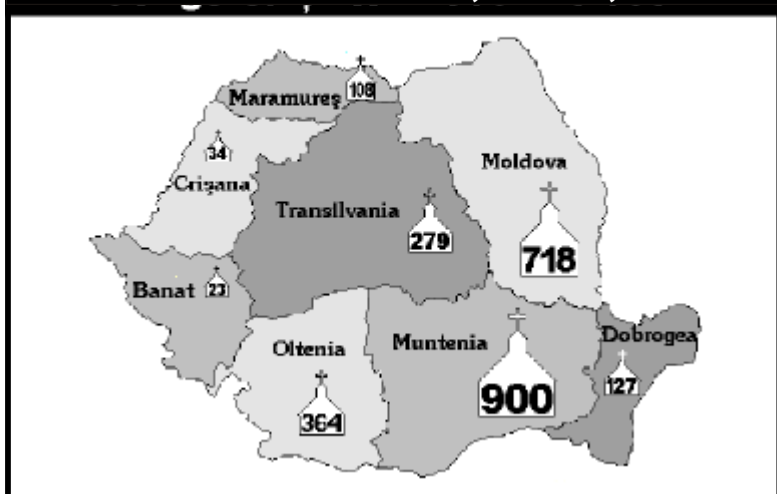 Maramureș
108
34
Crișana
Moldova
718
Transilvania
279
Banat
23
Oltenia
364
Muntenia
900
Dobrogea
127